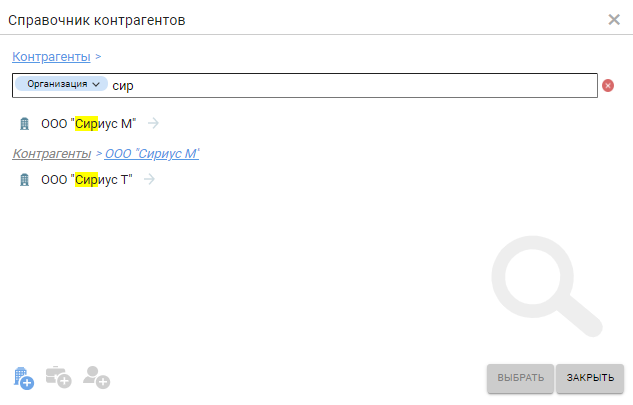 Справочник контрагентов
Контрагенты >
Организация сир
ООО "Сириус М"
Контрагенты > ООО "Сириус М"
ООО "Сириус Т"
ВЫБРАТЬ ЗАКРЫТЬ